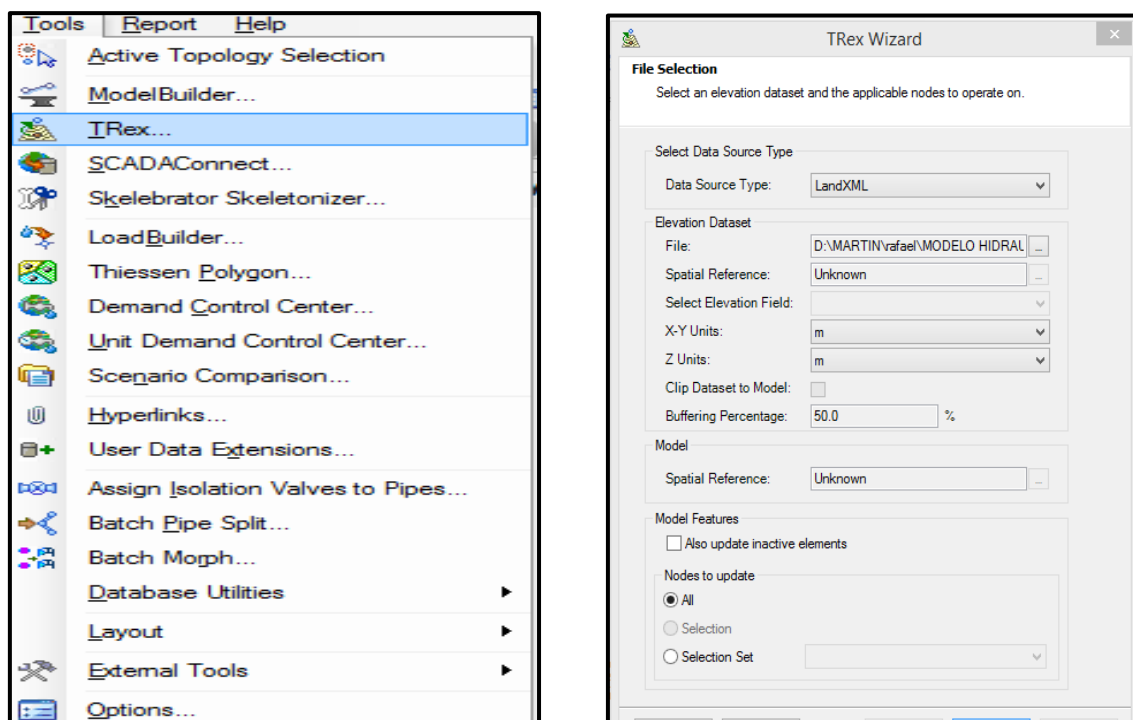 Tools Report Help
Active Topology Selection
ModelBuilder...
TRex...
SCADAConnect...
Skelebrator Skeletonizer...
LoadBuilder...
Thiessen Polygon...
Demand Control Center...
Unit Demand Control Center...
Scenario Comparison...
Hyperlinks...
User Data Extensions...
Assign Isolation Valves to Pipes...
Batch Pipe Split...
Batch Morph...
Database Utilities
Layout
External Tools
Options...
TRex Wizard
File Selection
Select an elevation dataset and the applicable nodes to operate on.
Select Data Source Type
Data Source Type: LandXML
Elevation Dataset
File: D:\MARTIN\rafael\MODELO HIDRAU ...
Spatial Reference: Unknown ...
Select Elevation Field:
X-Y Units: m
Z Units: m
Clip Dataset to Model:
Buffering Percentage: 50.0 %
Model
Spatial Reference: Unknown ...
Model Features
Also update inactive elements
Nodes to update
All
Selection
Selection Set